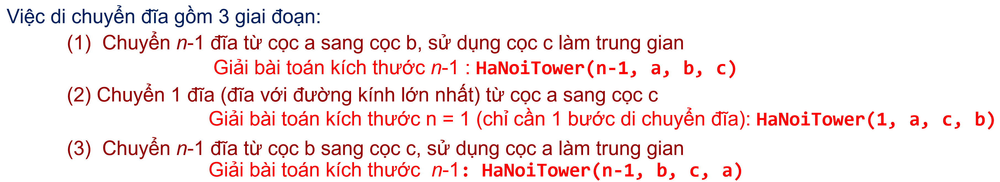 Việc di chuyển đĩa gồm 3 giai đoạn:
(1) Chuyển n-1 đĩa từ cọc a sang cọc b, sử dụng cọc c làm trung gian
Giải bài toán kích thước n-1 : HaNoiTower(n-1, a, b, c)
(2) Chuyển 1 đĩa (đĩa với đường kính lớn nhất) từ cọc a sang cọc c
Giải bài toán kích thước n = 1 (chỉ cần 1 bước di chuyển đĩa): HaNoiTower(1, a, c, b)
(3) Chuyển n-1 đĩa từ cọc b sang cọc c, sử dụng cọc a làm trung gian
Giải bài toán kích thước n-1: HaNoiTower(n-1, b, c, a)